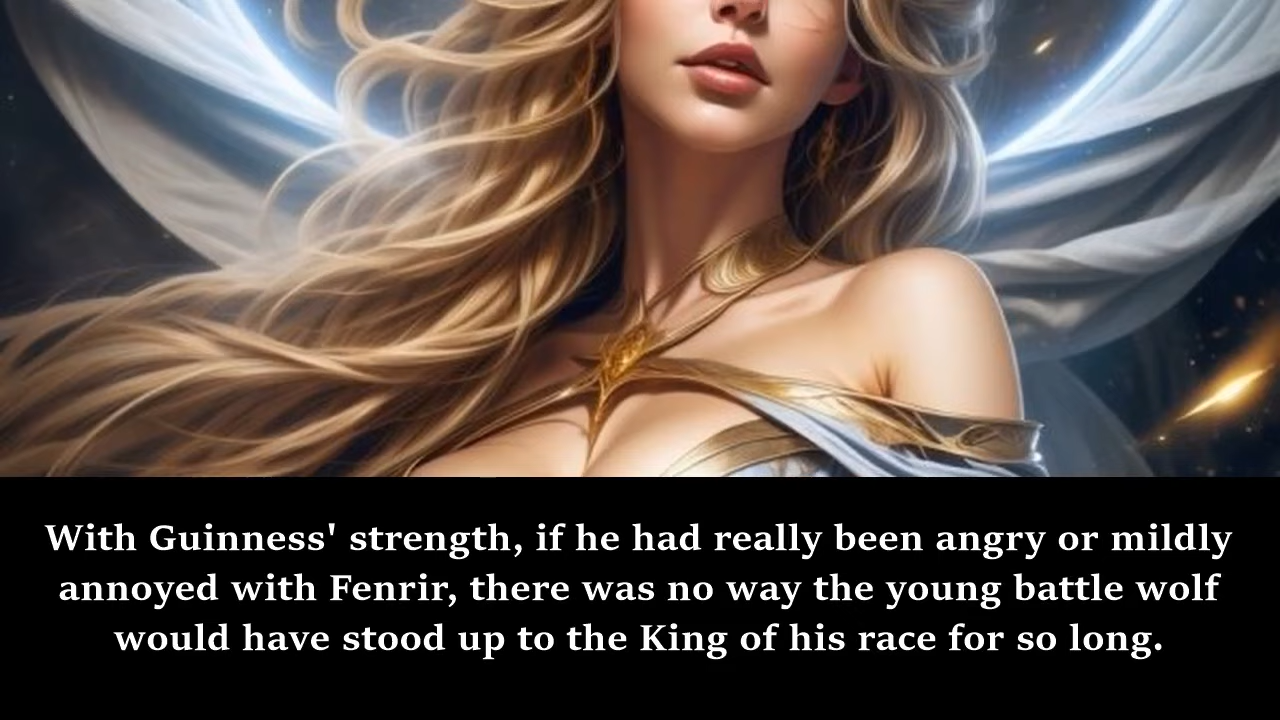 With Guinness' strength, if he had really been angry or mildly
annoyed with Fenrir, there was no way the young battle wolf
would have stood up to the King of his race for so long.